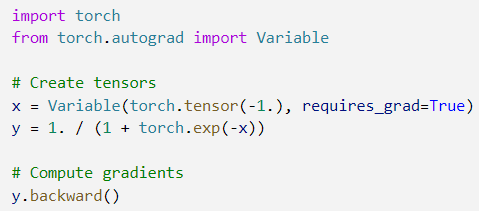 import torch
from torch.autograd import Variable
# Create tensors
x = Variable(torch.tensor(-1.), requires_grad=True)
y = 1. / (1 + torch.exp(-x))
# Compute gradients
y.backward()